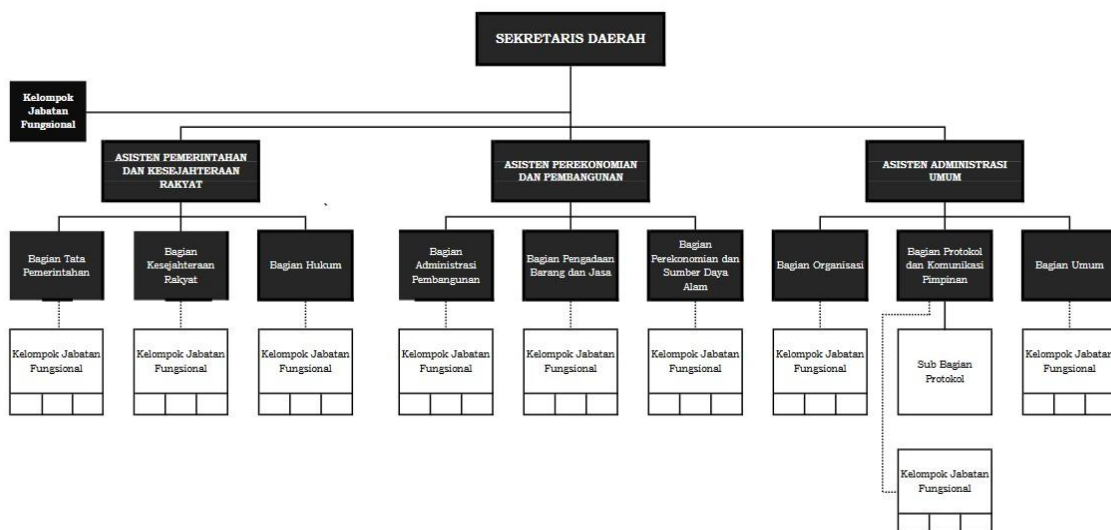 SEKRETARIS DAERAH
Kelompok
Jabatan
Fungsional
ASISTEN PEMERINTAHAN
DAN KESEJAHTERAAN
RAKYAT
ASISTEN PEREKONOMIAN
DAN PEMBANGUNAN
ASISTEN ADMINISTRASI
UMUM
Bagian Tata
Pemerintahan
Bagian
Kesejahteraan
Rakyat
Bagian Hukum
Bagian
Administrasi
Pembangunan
Bagian Pengadaan
Barang dan Jasa
Bagian
Perekonomian dan
Sumber Daya
Alam
Bagian Organisasi
Bagian Protokol
dan Komunikasi
Pimpinan
Bagian Umum
Kelompok Jabatan
Fungsional
Kelompok Jabatan
Fungsional
Kelompok Jabatan
Fungsional
Kelompok Jabatan
Fungsional
Kelompok Jabatan
Fungsional
Kelompok Jabatan
Fungsional
Kelompok Jabatan
Fungsional
Sub Bagian
Protokol
Kelompok Jabatan
Fungsional
Kelompok Jabatan
Fungsional